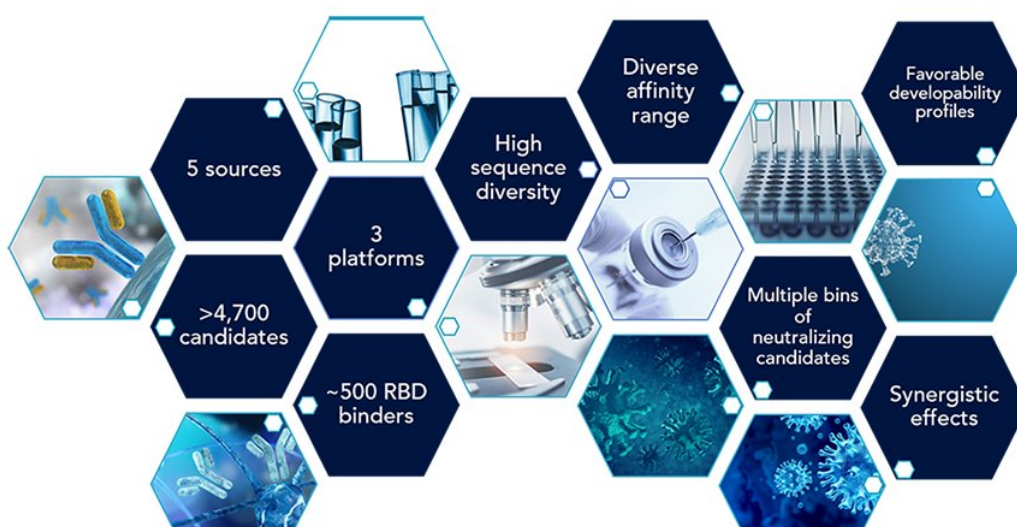 5 sources
3
platforms
>4,700
candidates
~500 RBD
binders
High
sequence
diversity
Diverse
affinity
range
Multiple bins
of
neutralizing
candidates
Favorable
developability
profiles
Synergistic
effects